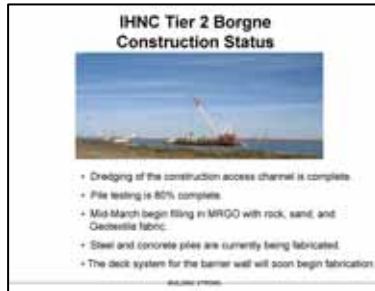 IHNC Tier 2 Borgne
Construction Status
• Dredging of the construction access channel is complete.
• Pile testing is 80% complete.
• Mid-March begin filling in MRGO with rock, sand, and
Geotextile fabric.
• Steel and concrete piles are currently being fabricated.
• The deck system for the barrier wall will soon begin fabrication
BUILDING STRONG